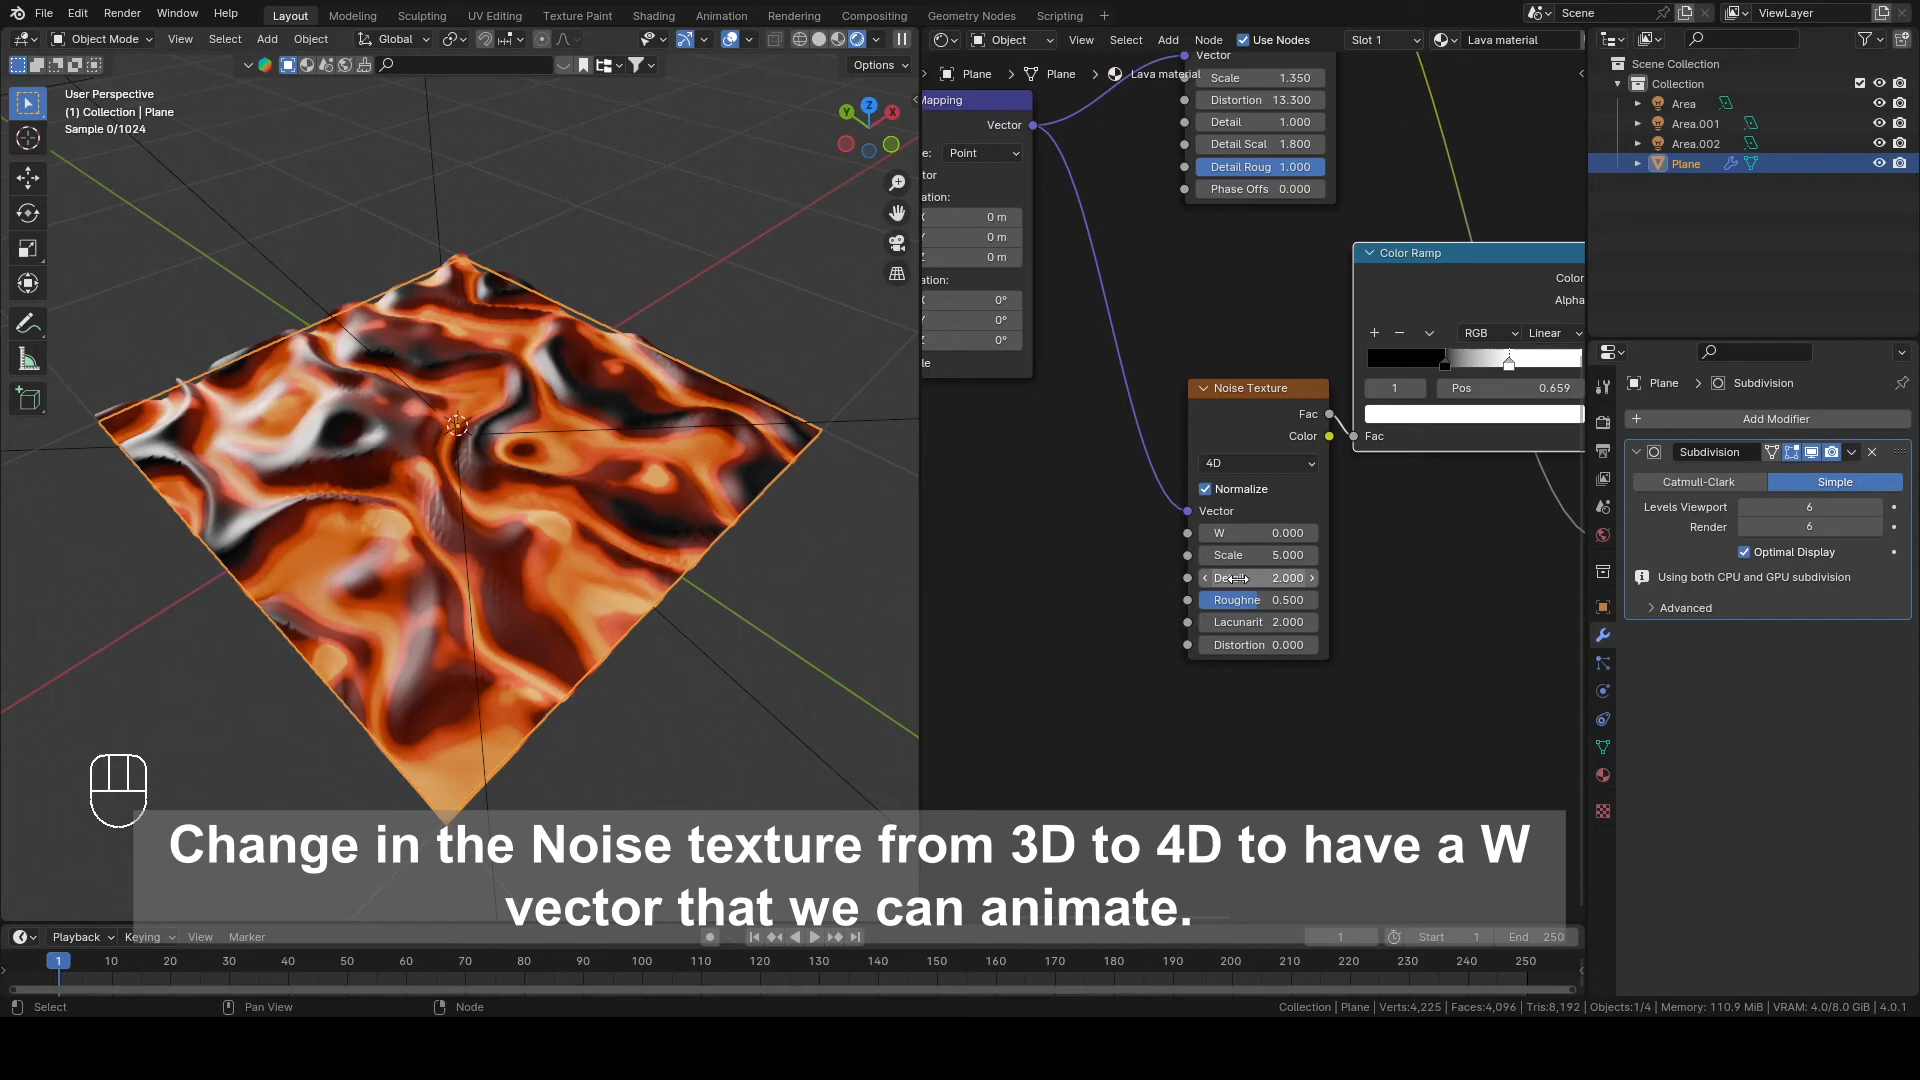 File Edit Render Window Help Layout Modeling Sculpting UV Editing Texture Paint Shading Animation Rendering Compositing Geometry Nodes Scripting + Scene ViewLayer
Object Mode View Select Add Object Global Object View Select Add Node Use Nodes Slot 1 Lava material
Options Plane Plane Lava material
User Perspective
(1) Collection | Plane
Sample 0/1024
Z
Y
X
Mapping
Vector
e: Point
tor
ation:
X 0 m
Y 0 m
Z 0 m
ation:
X 0°
Y 0°
Z 0°
le
Vector
Scale 1.350
Distortion 13.300
Detail 1.000
Detail Scal 1.800
Detail Roug 1.000
Phase Offs 0.000
Color Ramp
Color
Alpha
+ − RGB Linear
1 Pos 0.659
Fac
Noise Texture
Fac
Color
4D
Normalize
Vector
W 0.000
Scale 5.000
2.000
Roughne 0.500
Lacunarit 2.000
Distortion 0.000
Scene Collection
Collection
Area
Area.001
Area.002
Plane
Plane Subdivision
+ Add Modifier
Subdivision
Catmull-Clark Simple
Levels Viewport 6
Render 6
Optimal Display
Using both CPU and GPU subdivision
Advanced
Change in the Noise texture from 3D to 4D to have a W
vector that we can animate.
Playback Keying View Marker 1 Start 1 End 250
1 10 20 30 40 50 60 70 80 90 100 110 120 130 140 150 160 170 180 190 200 210 220 230 240 250
Select Pan View Node Collection | Plane | Verts:4,225 | Faces:4,096 | Tris:8,192 | Objects:1/4 | Memory: 110.9 MiB | VRAM: 4.0/8.0 GiB | 4.0.1